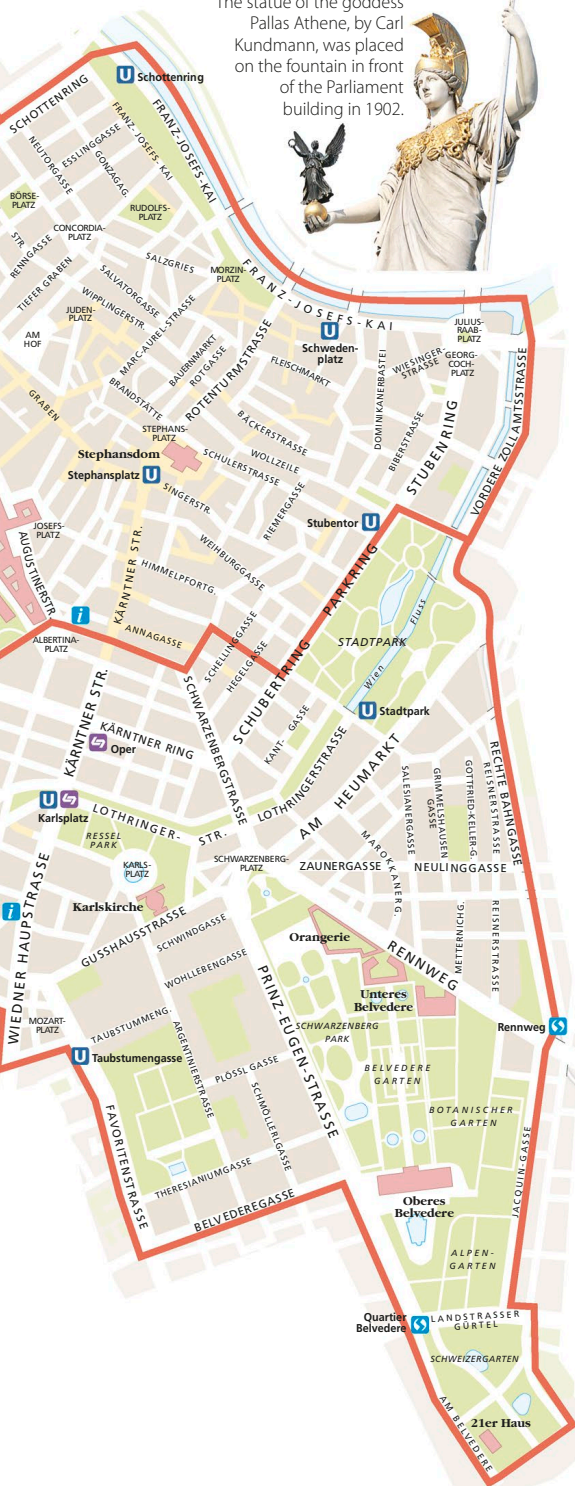 The statue of the goddess
Pallas Athene, by Carl
Kundmann, was placed
on the fountain in front
of the Parliament
building in 1902.
Schottenring
SCHOTTENRING
FRANZ-JOSEFS-KAI
FRANZ- JOSEFS- KAI
ESSLINGGASSE
NEUTORGASSE
GONZAGAG.
BÖRSE-
PLATZ
RUDOLFS-
PLATZ
CONCORDIA-
PLATZ
STR.
RENNGASSE
TIEFER GRABEN
SALZGRIES
MORZIN-
PLATZ
FRANZ-JOSEFS-KAI
SALVATORGASSE
WIPPLINGERSTR.
JUDEN-
PLATZ
MARC-AUREL-STRASSE
AM
HOF
BAUERNMARKT
ROTGASSE
ROTENTURMSTRASSE
Schweden-
platz
JULIUS-
RAAB-
PLATZ
FLEISCHMARKT
DOMINIKANERBASTEI
WIESINGER-
STRASSE
GEORG-
COCH-
PLATZ
BRANDSTÄTTE
GRABEN
BIBERSTRASSE
STUBENRING
VORDERE ZOLLAMTSSTRASSE
BÄCKERSTRASSE
STEPHANS-
PLATZ
Stephansdom
WOLLZEILE
SCHULERSTRASSE
Stephansplatz
SINGERSTR.
RIEMERGASSE
Stubentor
JOSEFS-
PLATZ
AUGUSTINERSTR.
KÄRNTNER STR.
WEIHBURGGASSE
HIMMELPFORTG.
PARKRING
Fluss
ALBERTINA-
PLATZ
ANNAGASSE
SCHELLINGGASSE
HEGELGASSE
STADTPARK
Wien
SCHUBERTRING
Stadtpark
KÄRNTNER STR.
SCHWARZENBERGSTRASSE
KANT-
GASSE
KÄRNTNER RING
Oper
LOTHRINGERSTRASSE
AM HEUMARKT
RECHTE BAHNGASSE
REISNERSTRASSE
GOTTFRIED-KELLER-G.
GRIMMELSHAUSEN
GASSE
SALESIANERGASSE
Karlsplatz
LOTHRINGER- STR.
RESSEL
PARK
MAROKKANERG.
SCHWARZENBERG-
PLATZ
ZAUNERGASSE
NEULINGGASSE
KARLS-
PLATZ
Karlskirche
WIEDNER HAUPSTRASSE
GUSSHAUSSTRASSE
SCHWINDGASSE
Orangerie
RENNWEG
METTERNICHG.
REISNERSTRASSE
WOHLLEBENGASSE
PRINZ-EUGEN-STRASSE
Unteres
Belvedere
MOZART-
PLATZ
TAUBSTUMMENG.
ARGENTINIERSTRASSE
SCHWARZENBERG
PARK
Rennweg
Taubstumengasse
PLÖSSL GASSE
BELVEDERE
GARTEN
SCHMÖLLERLGASSE
BOTANISCHER
GARTEN
FAVORITENSTRASSE
THERESIANIUMGASSE
JACQUIN-GASSE
BELVEDEREGASSE
Oberes
Belvedere
ALPEN-
GARTEN
Quartier
Belvedere
LANDSTRASSER
GÜRTEL
SCHWEIZERGARTEN
AM BELVEDERE
21er Haus